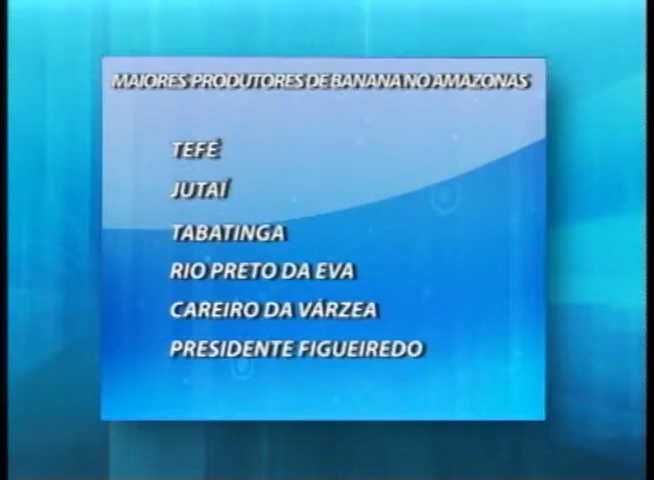 MAIORES PRODUTORES DE BANANA NO AMAZONAS
TEFÉ
JUTAÍ
TABATINGA
RIO PRETO DA EVA
CAREIRO DA VÁRZEA
PRESIDENTE FIGUEIREDO